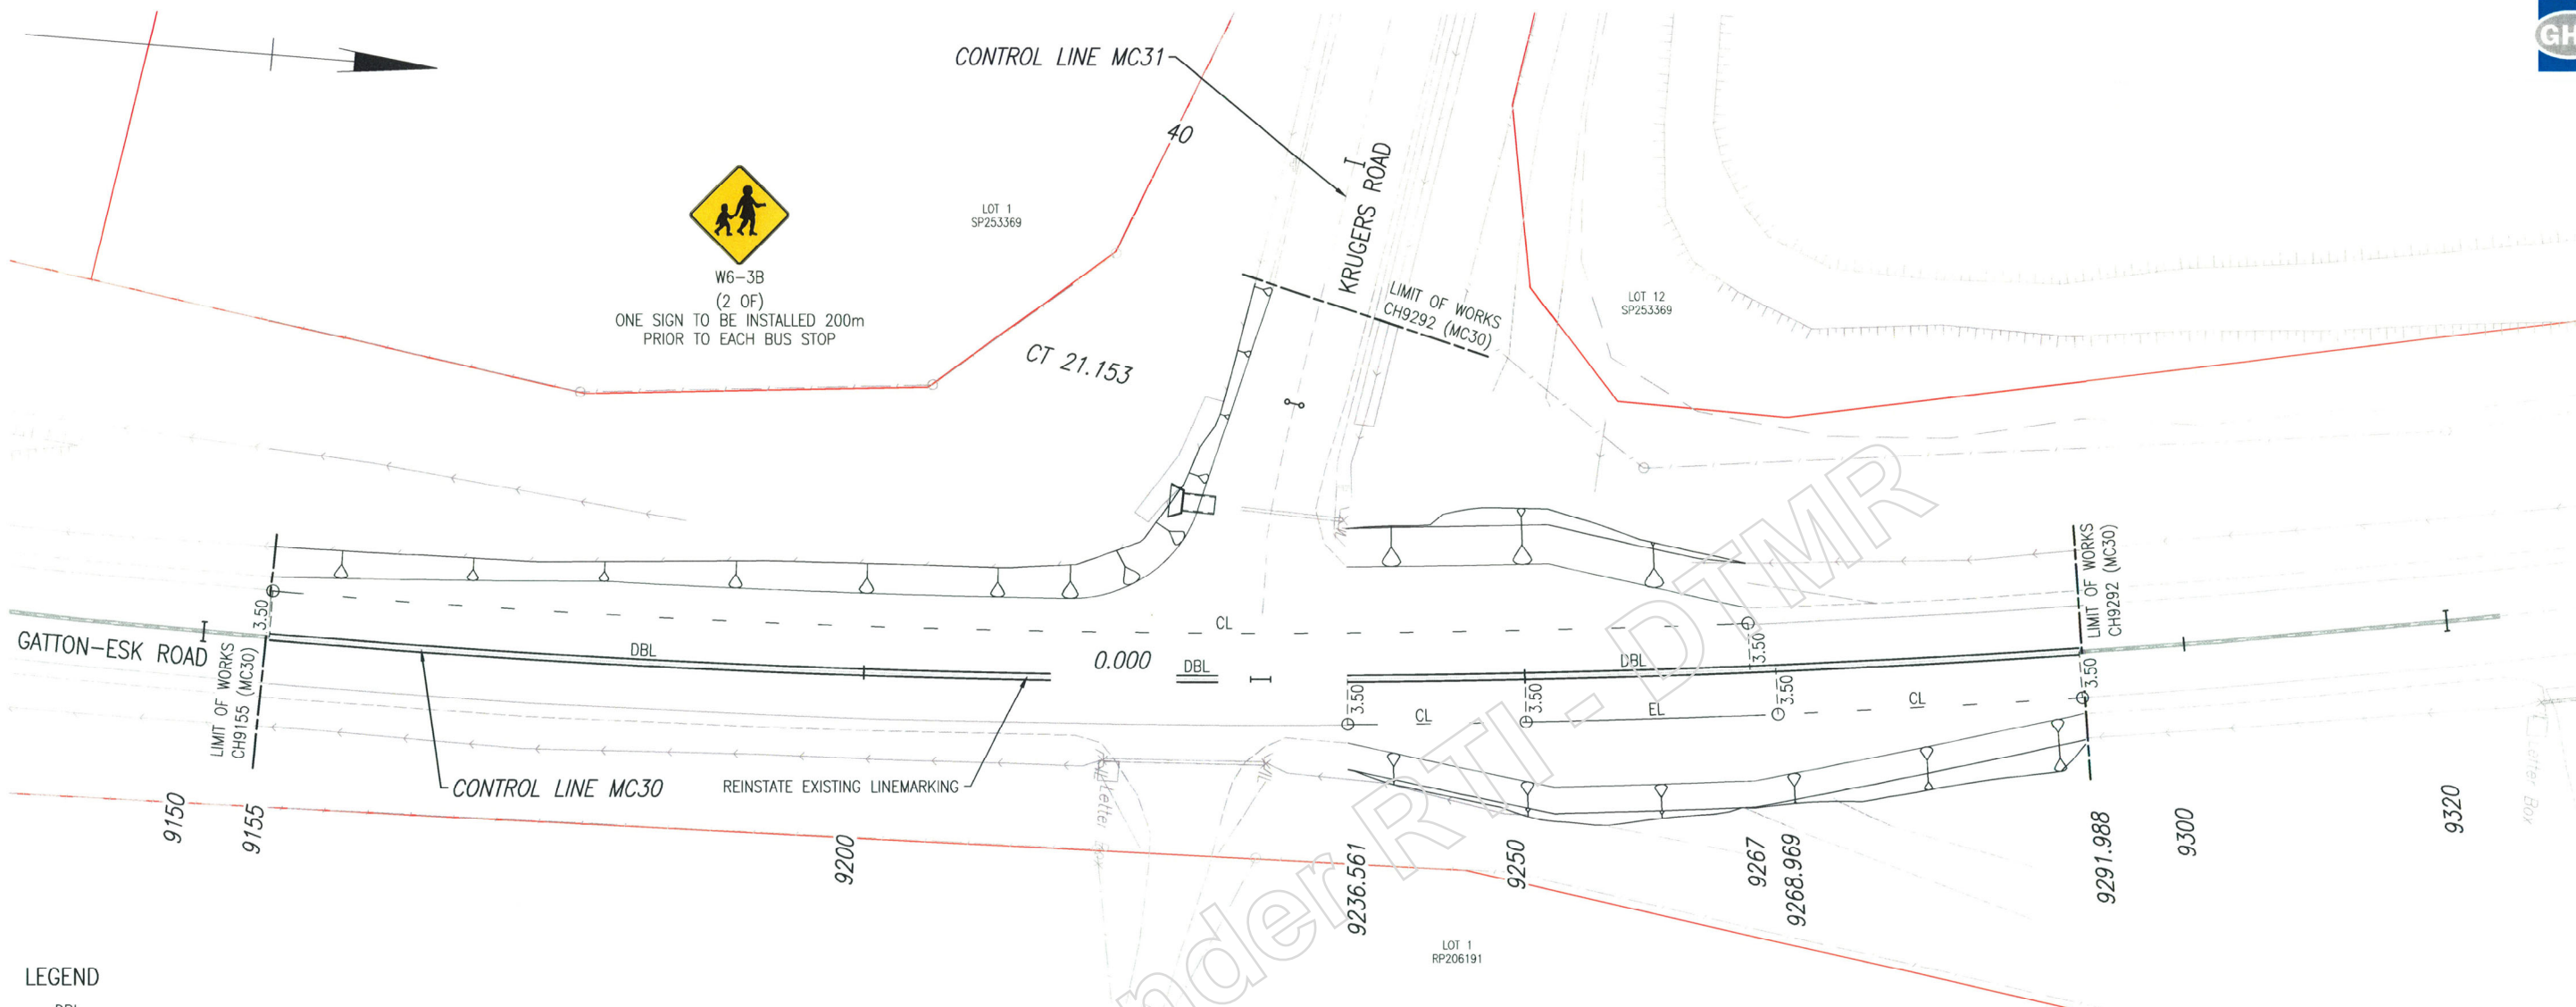 GH
CONTROL LINE MC31
40
KRUGERS ROAD
LOT 1
SP253369
W6-3B
(2 OF)
ONE SIGN TO BE INSTALLED 200m
PRIOR TO EACH BUS STOP
LIMIT OF WORKS
CH9292 (MC30)
LOT 12
SP253369
CT 21.153
GATTON-ESK ROAD
3.50
LIMIT OF WORKS
CH9155 (MC30)
DBL
CL
0.000
DBL
DBL
3.50
3.50
3.50
3.50
3.50
CL
EL
CL
LIMIT OF WORKS
CH9292 (MC30)
CONTROL LINE MC30
REINSTATE EXISTING LINEMARKING
Letter Box
9150
9155
9200
9236.561
9250
9267
9268.969
9291.988
9300
9320
LOT 1
RP206191
nder RTI - DTMR
LEGEND